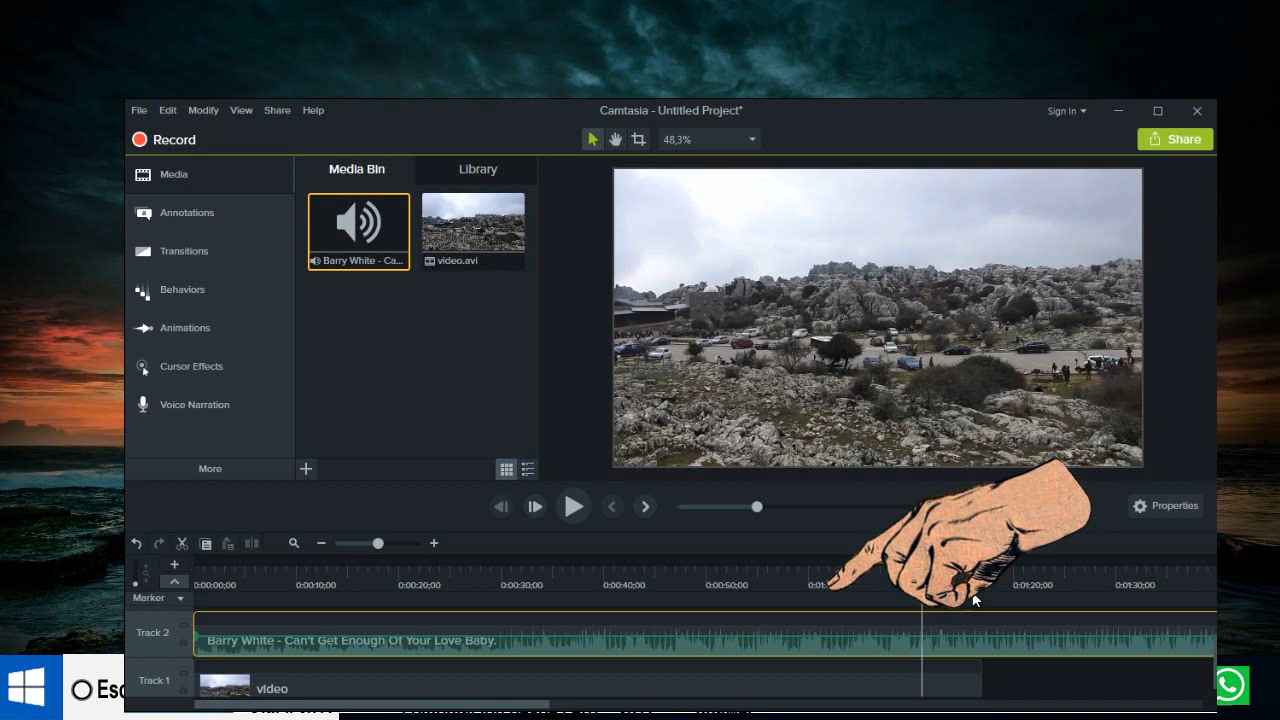 File Edit Modify View Share Help
Camtasia - Untitled Project*
Sign In
Record
48,3%
Share
Media
Media Bin
Library
Annotations
Transitions
Behaviors
Animations
Cursor Effects
Voice Narration
Barry White - Ca...
video.avi
More
Properties
0:00:00;00 0:00:10;00 0:00:20;00 0:00:30;00 0:00:40;00 0:00:50;00 0:01:20;00 0:01:30;00
Marker
Track 2
Barry White - Can't Get Enough Of Your Love Baby.
Track 1
video